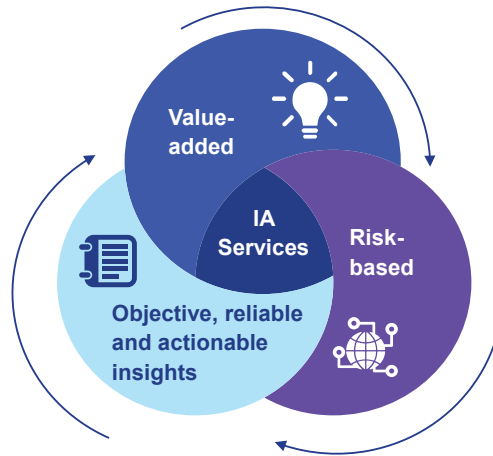 Value-
added
IA
Services
Risk-
based
Objective, reliable
and actionable
insights